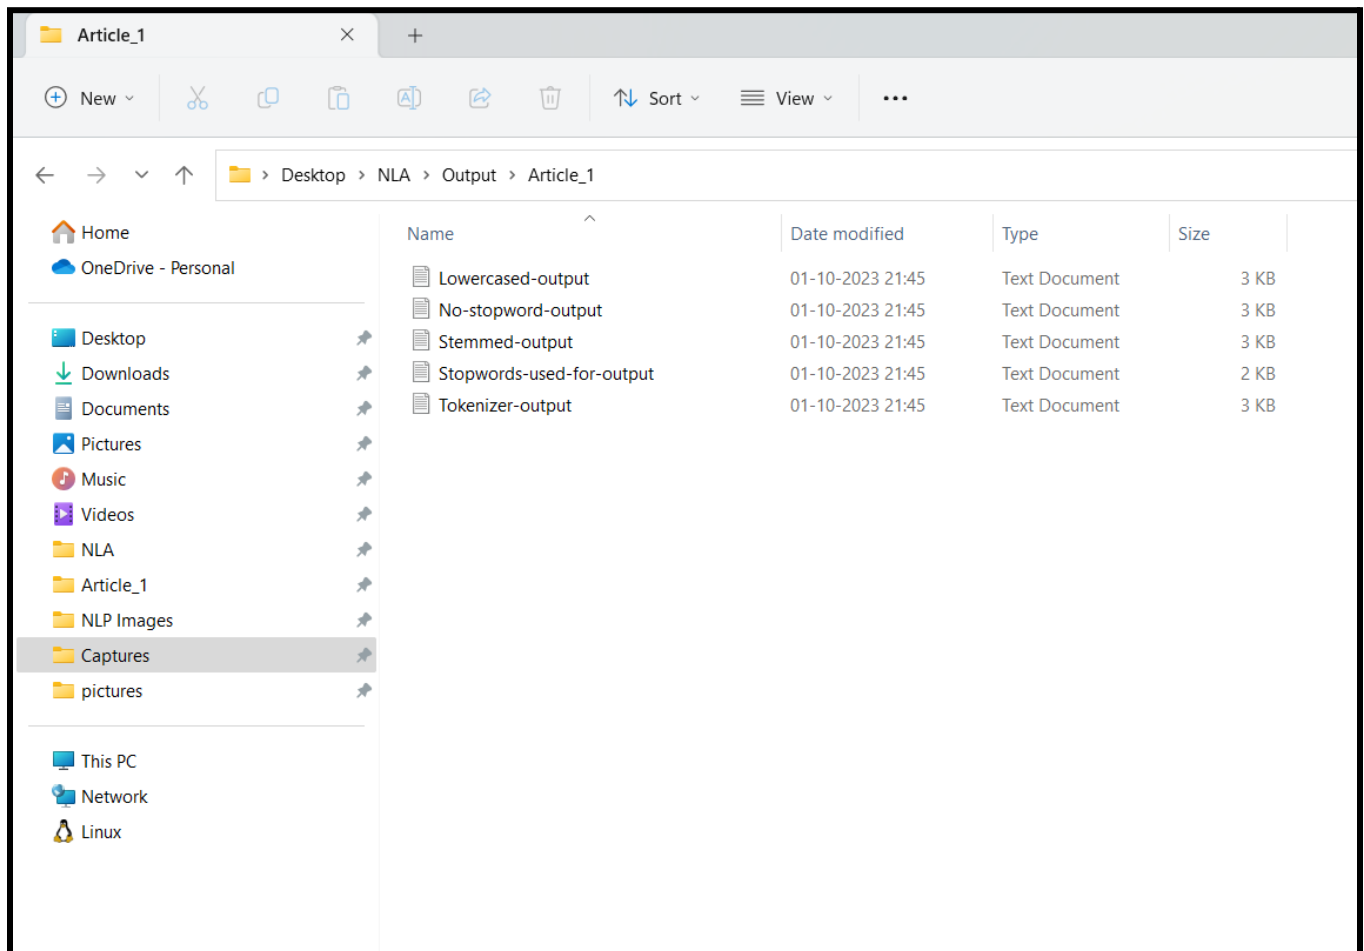 Article_1
New Sort View
Desktop > NLA > Output > Article_1
Home
OneDrive - Personal
Desktop
Downloads
Documents
Pictures
Music
Videos
NLA
Article_1
NLP Images
Captures
pictures
This PC
Network
Linux
Name Date modified Type Size
Lowercased-output 01-10-2023 21:45 Text Document 3 KB
No-stopword-output 01-10-2023 21:45 Text Document 3 KB
Stemmed-output 01-10-2023 21:45 Text Document 3 KB
Stopwords-used-for-output 01-10-2023 21:45 Text Document 2 KB
Tokenizer-output 01-10-2023 21:45 Text Document 3 KB